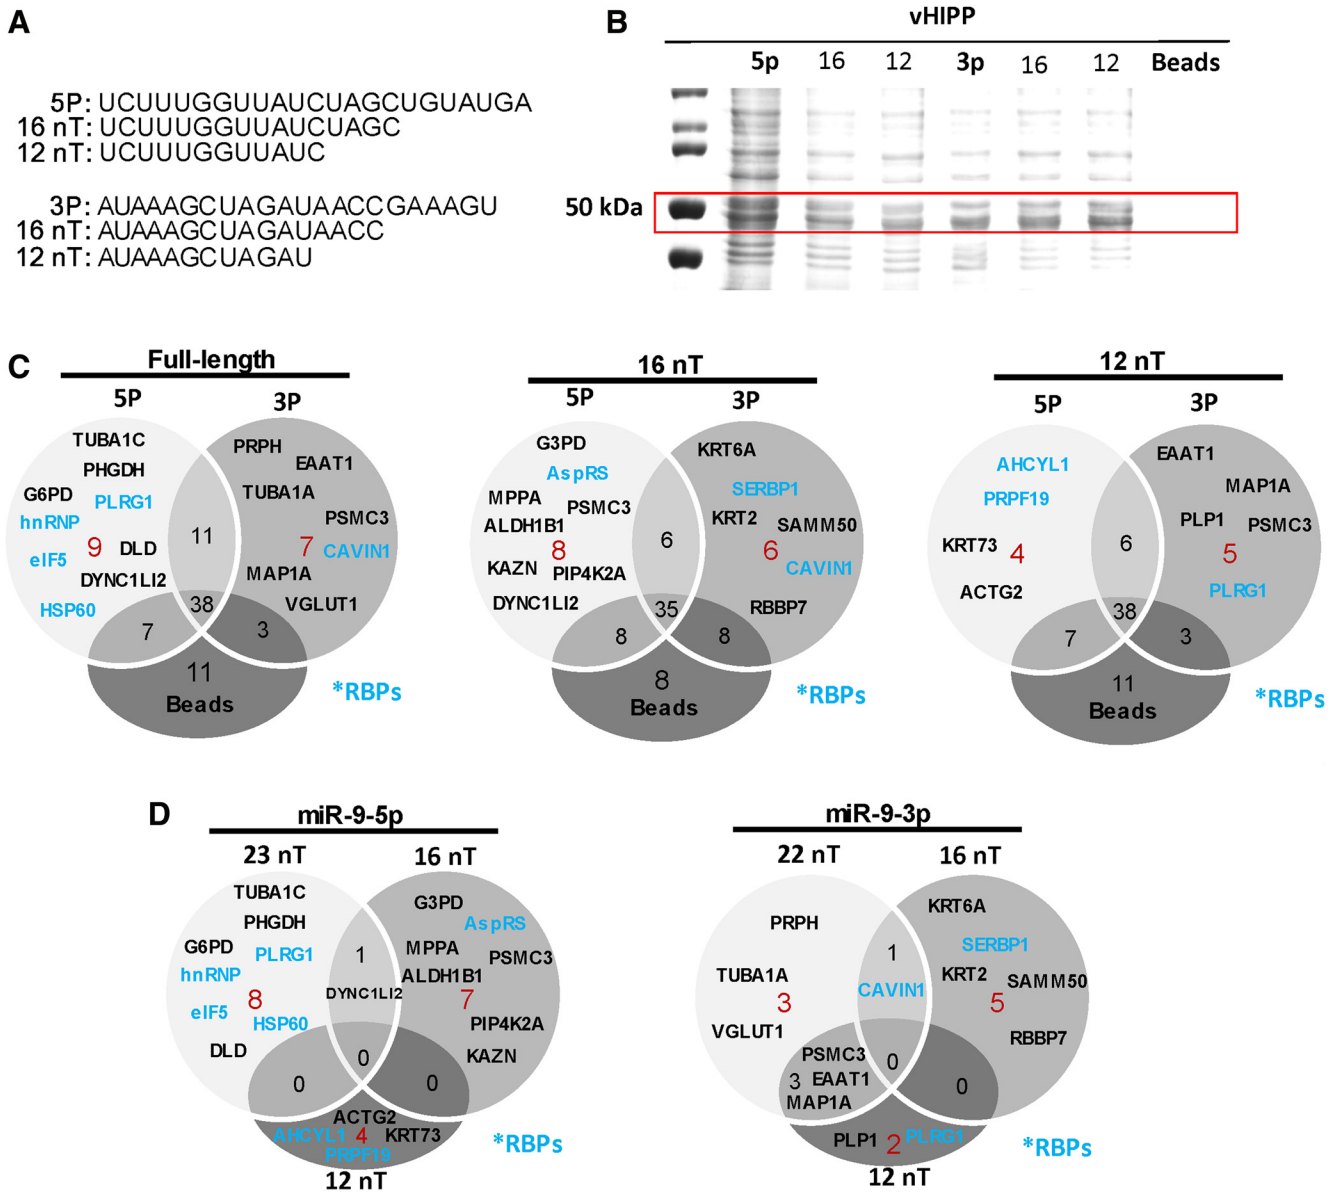 A
5P: UCUUUGGUUAUCUAGCUGUAUGA
16 nT: UCUUUGGUUAUCUAGC
12 nT: UCUUUGGUUAUC
3P: AUAAAGCUAGAUAACCGAAAGU
16 nT: AUAAAGCUAGAUAACC
12 nT: AUAAAGCUAGAU
B
vHIPP
5p 16 12 3p 16 12 Beads
50 kDa
C
Full-length
5P 3P
TUBA1C
PHGDH
G6PD
PLRG1
hnRNP
eIF5
9
DLD
DYNC1LI2
HSP60
11
PRPH
EAAT1
TUBA1A
PSMC3
7
CAVIN1
MAP1A
VGLUT1
38
7
3
11
Beads
*RBPs
16 nT
5P 3P
G3PD
AspRS
MPPA
PSMC3
ALDH1B1
8
KAZN
PIP4K2A
DYNC1LI2
6
KRT6A
SERBP1
KRT2
SAMM50
6
CAVIN1
RBBP7
35
8
8
8
Beads
*RBPs
12 nT
5P 3P
AHCYL1
PRPF19
KRT73
4
ACTG2
6
EAAT1
MAP1A
PLP1
PSMC3
5
PLRG1
38
7
3
11
Beads
*RBPs
D
miR-9-5p
23 nT 16 nT
TUBA1C
PHGDH
G6PD
PLRG1
hnRNP
8
eIF5
HSP60
DLD
1
DYNC1LI2
G3PD
AspRS
MPPA
PSMC3
ALDH1B1
7
PIP4K2A
KAZN
0
0
0
ACTG2
AHCYL1
4
KRT73
PRPF19
12 nT
*RBPs
miR-9-3p
22 nT 16 nT
PRPH
TUBA1A
3
VGLUT1
1
CAVIN1
KRT6A
SERBP1
KRT2
SAMM50
5
RBBP7
PSMC3
3 EAAT1
MAP1A
0
0
PLP1 2 PLRG1
12 nT
*RBPs